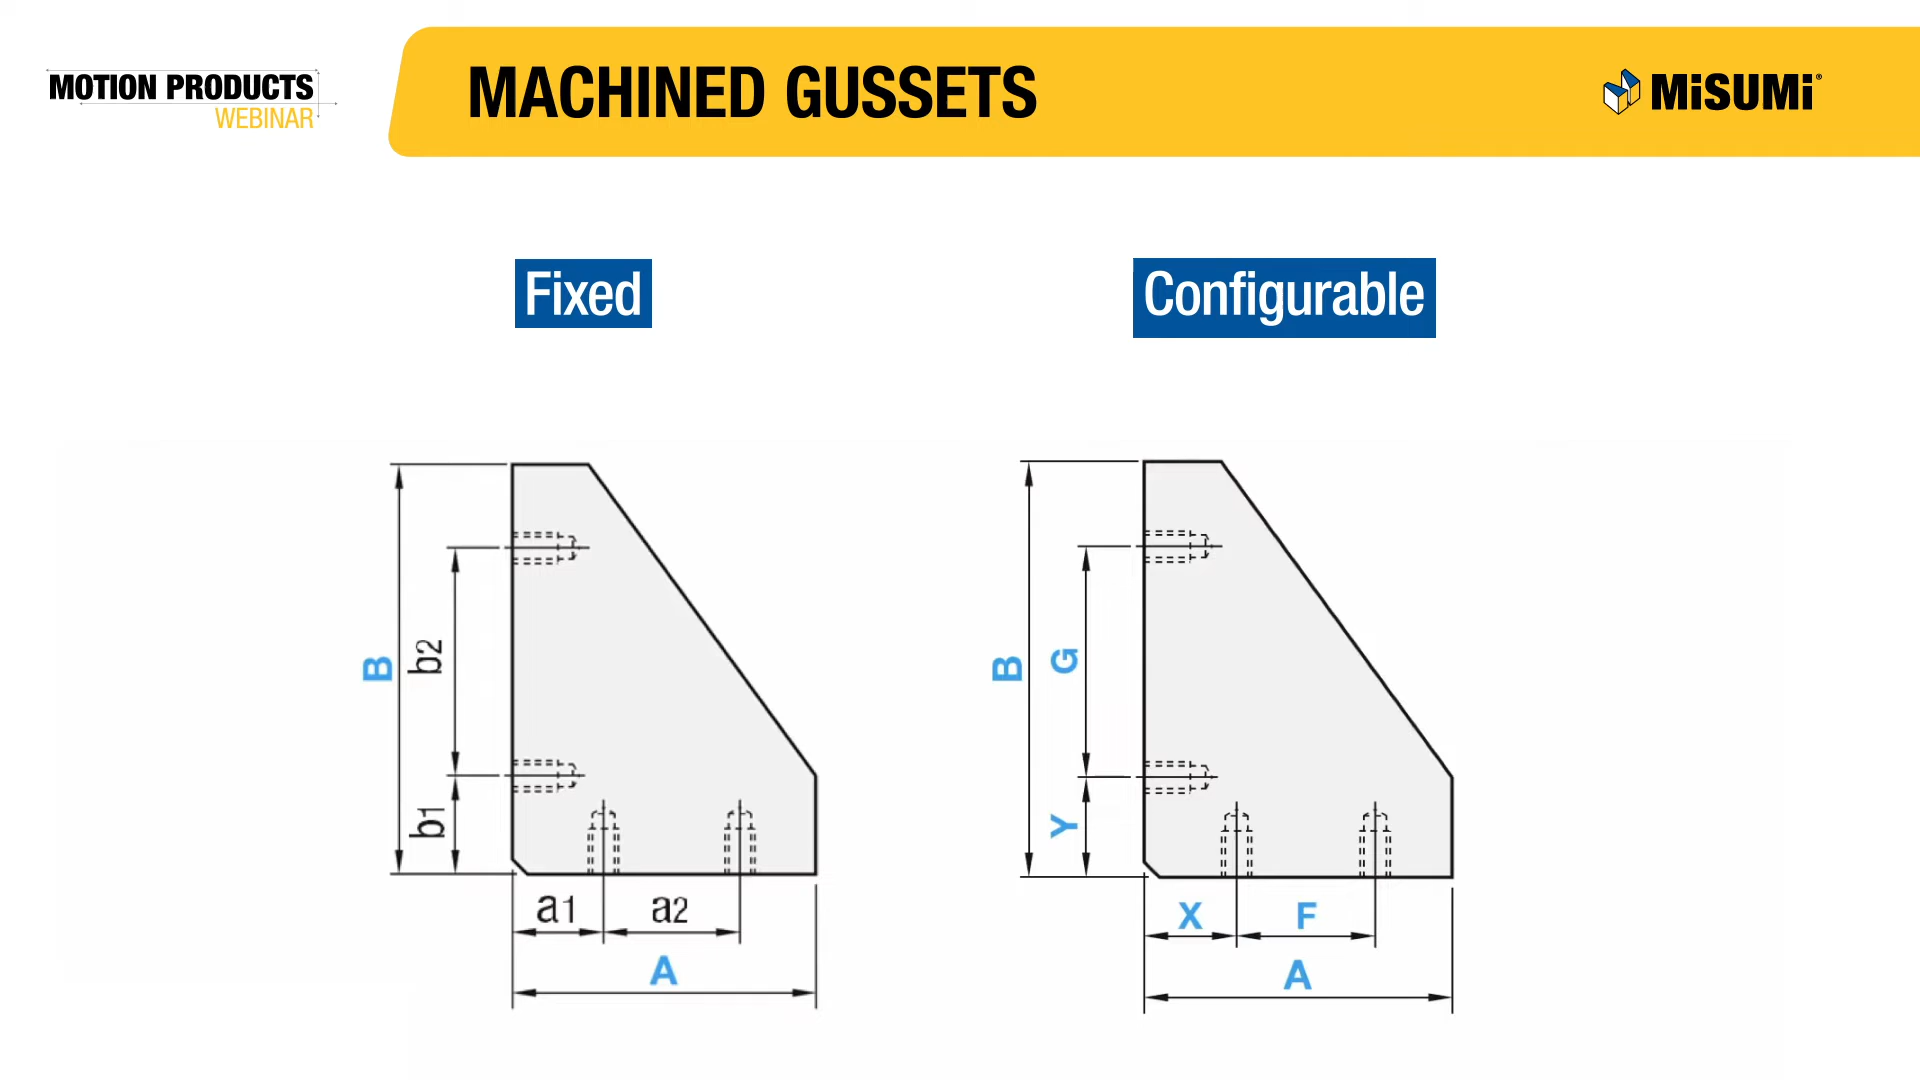 MOTION PRODUCTS
WEBINAR
MACHINED GUSSETS
MiSUMi®
Fixed
Configurable
B
b2
b1
a1
a2
A
B
G
Y
X
F
A